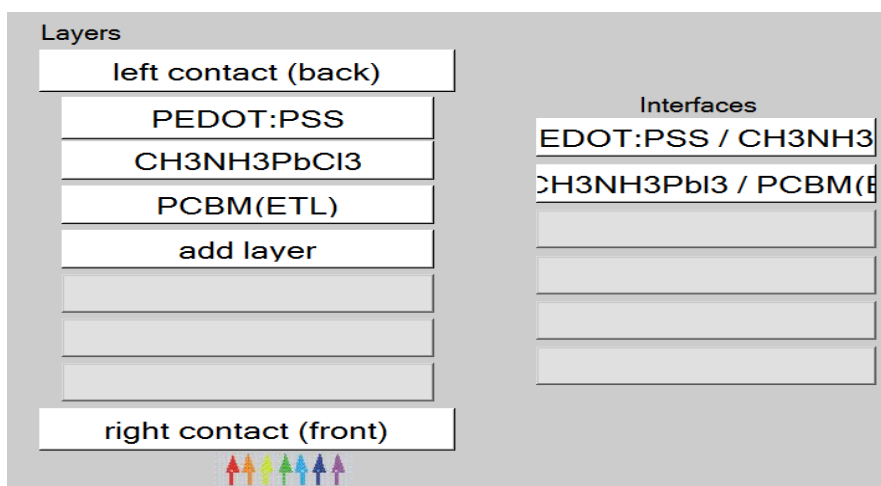 Layers
left contact (back)
PEDOT:PSS
CH3NH3PbCl3
PCBM(ETL)
add layer
right contact (front)
Interfaces
EDOT:PSS / CH3NH3
CH3NH3PbI3 / PCBM(E